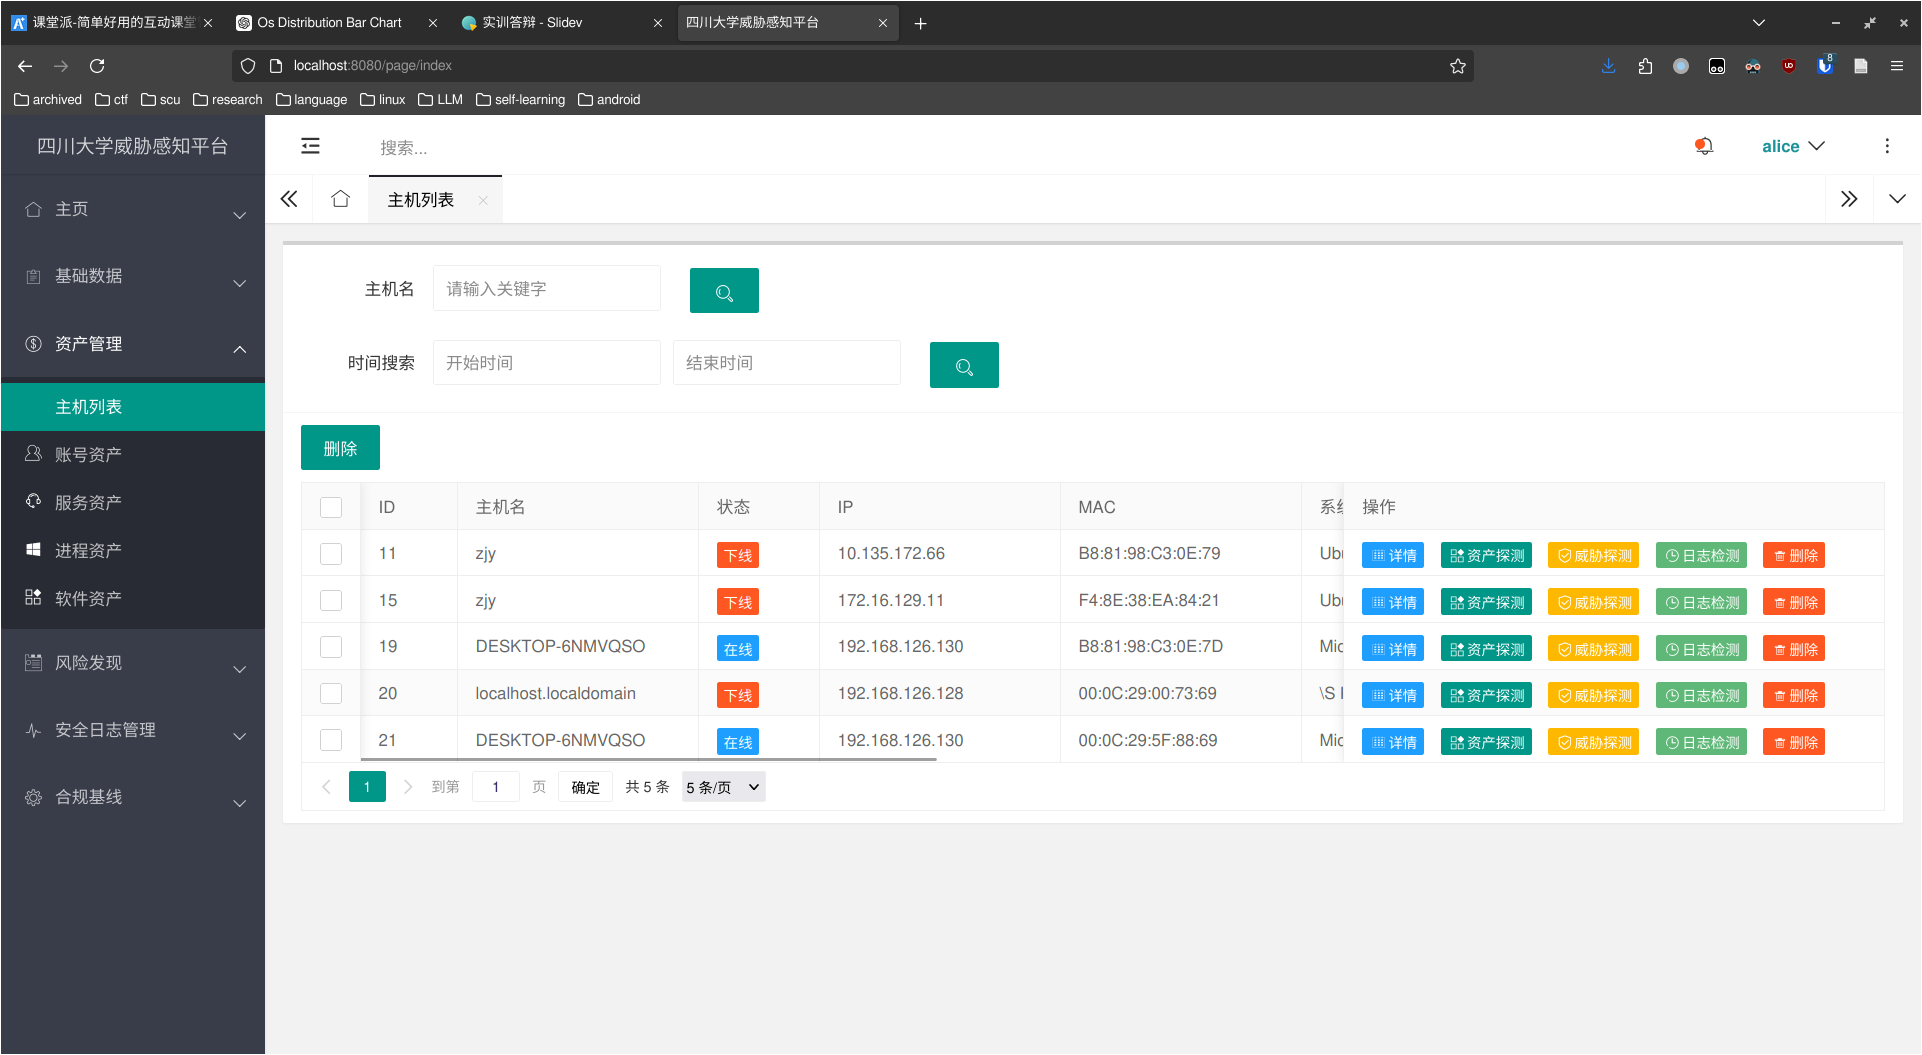 课堂派-简单好用的互动课堂
Os Distribution Bar Chart
实训答辩 - Slidev
四川大学威胁感知平台
localhost:8080/page/index
8
archived ctf scu research language linux LLM self-learning android
四川大学威胁感知平台
搜索...
alice
主机列表
主页
基础数据
资产管理
主机列表
账号资产
服务资产
进程资产
软件资产
风险发现
安全日志管理
合规基线
主机名 请输入关键字
时间搜索 开始时间 结束时间
删除
ID 主机名 状态 IP MAC 操作
11 zjy 下线 10.135.172.66 B8:81:98:C3:0E:79 详情 资产探测 威胁探测 日志检测 删除
15 zjy 下线 172.16.129.11 F4:8E:38:EA:84:21 详情 资产探测 威胁探测 日志检测 删除
19 DESKTOP-6NMVQSO 在线 192.168.126.130 B8:81:98:C3:0E:7D Mic 详情 资产探测 威胁探测 日志检测 删除
20 localhost.localdomain 下线 192.168.126.128 00:0C:29:00:73:69 \S 详情 资产探测 威胁探测 日志检测 删除
21 DESKTOP-6NMVQSO 在线 192.168.126.130 00:0C:29:5F:88:69 Mic 详情 资产探测 威胁探测 日志检测 删除
1 到第 1 页 确定 共 5 条 5 条/页